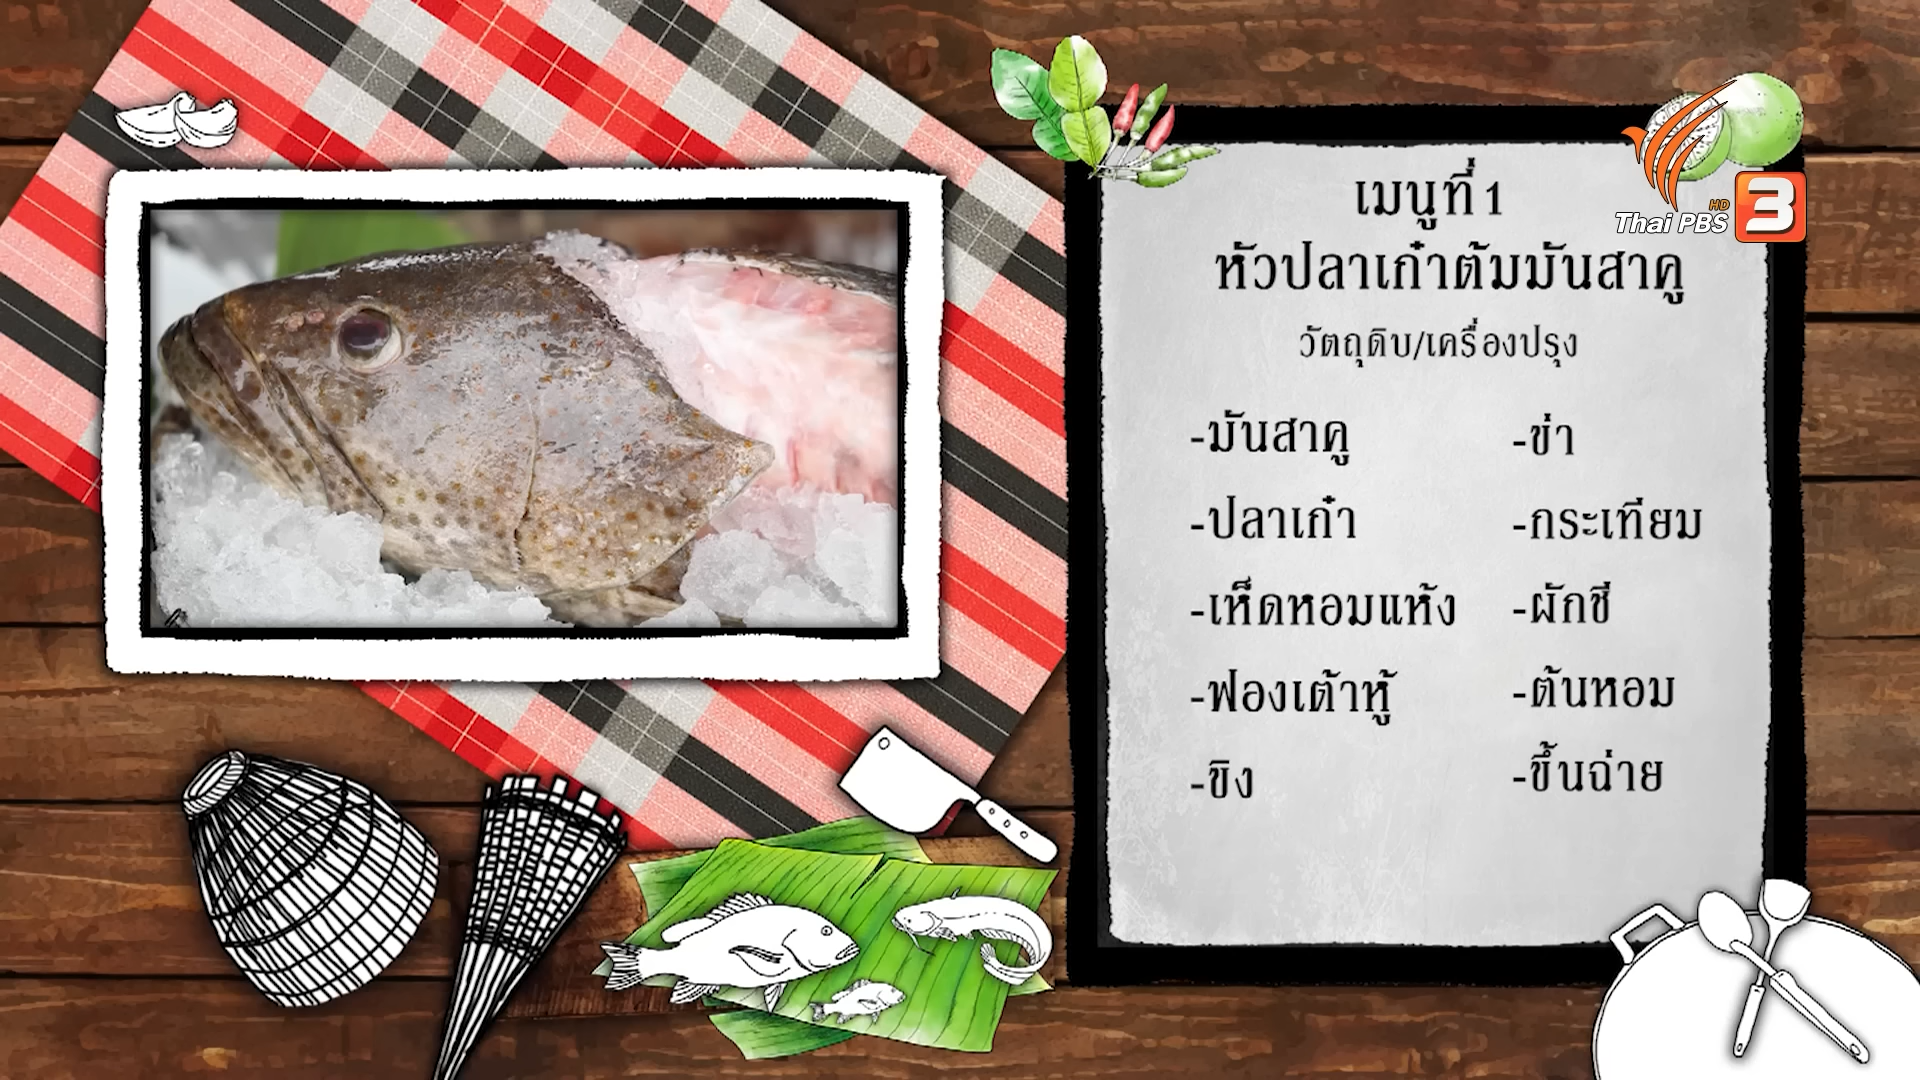 เมนูที่ 1
หัวปลาเก๋าต้มมันสาคู
วัตถุดิบ/เครื่องปรุง
-มันสาคู
-ปลาเก๋า
-เห็ดหอมแห้ง
-ฟองเต้าหู้
-ขิง
-ข่า
-กระเทียม
-ผักชี
-ต้นหอม
-ขึ้นฉ่าย
Thai PBS HD 3